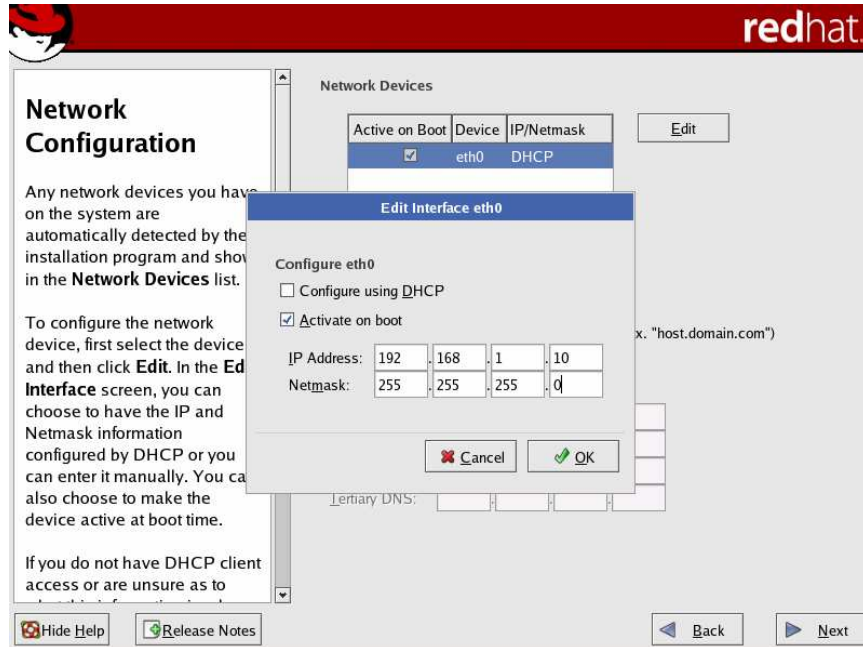 redhat.
Network
Configuration
Any network devices you have
on the system are
automatically detected by the
installation program and show
in the Network Devices list.
To configure the network
device, first select the device
and then click Edit. In the Ed
Interface screen, you can
choose to have the IP and
Netmask information
configured by DHCP or you
can enter it manually. You ca
also choose to make the
device active at boot time.
If you do not have DHCP client
access or are unsure as to
Network Devices
Active on Boot Device IP/Netmask
eth0 DHCP
Edit
Edit Interface eth0
Configure eth0
Configure using DHCP
Activate on boot
IP Address: 192 . 168 . 1 . 10
Netmask: 255 . 255 . 255 . 0
Cancel
OK
x. "host.domain.com")
Tertiary DNS: . . .
Hide Help
Release Notes
Back
Next